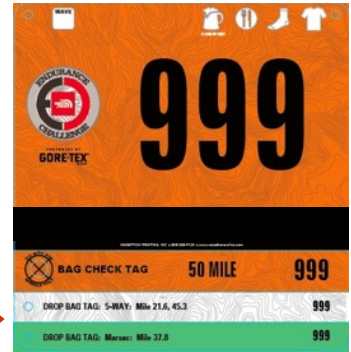 WAVE
ENDURANCE
CHALLENGE
GORE-TEX
999
BAG CHECK TAG 50 MILE 999
DROP BAG TAG: 5-WAY: Mile 21.6, 45.3 999
DROP BAG TAG: Marsac: Mile 37.8 999